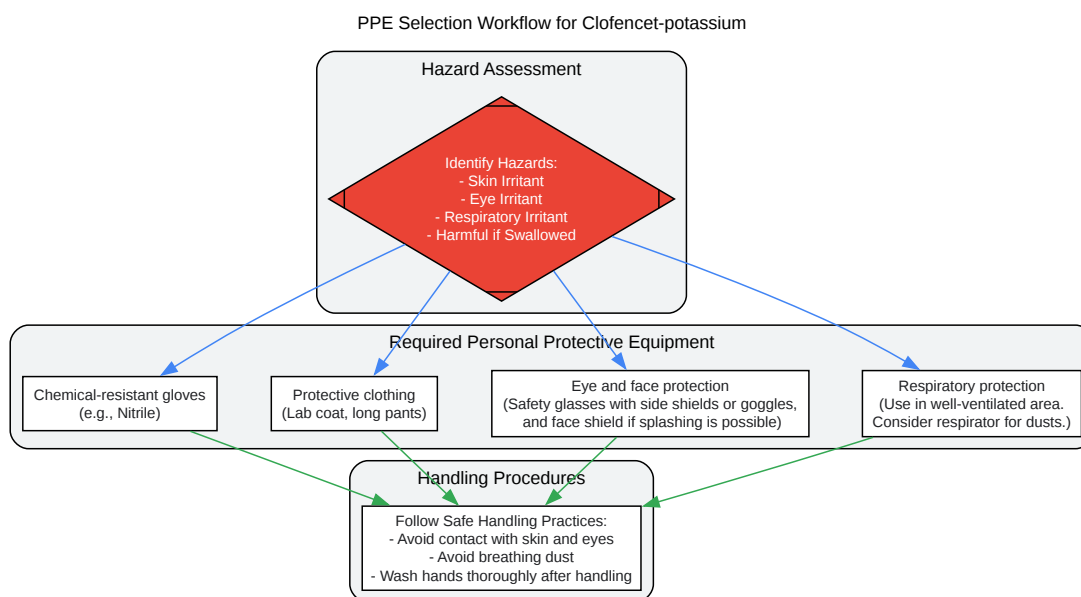 PPE Selection Workflow for Clofencet-potassium
Hazard Assessment
Identify Hazards:
- Skin Irritant
- Eye Irritant
- Respiratory Irritant
- Harmful if Swallowed
Required Personal Protective Equipment
Chemical-resistant gloves
(e.g., Nitrile)
Protective clothing
(Lab coat, long pants)
Eye and face protection
(Safety glasses with side shields or goggles,
and face shield if splashing is possible)
Respiratory protection
(Use in well-ventilated area.
Consider respirator for dusts.)
Handling Procedures
Follow Safe Handling Practices:
- Avoid contact with skin and eyes
- Avoid breathing dust
- Wash hands thoroughly after handling